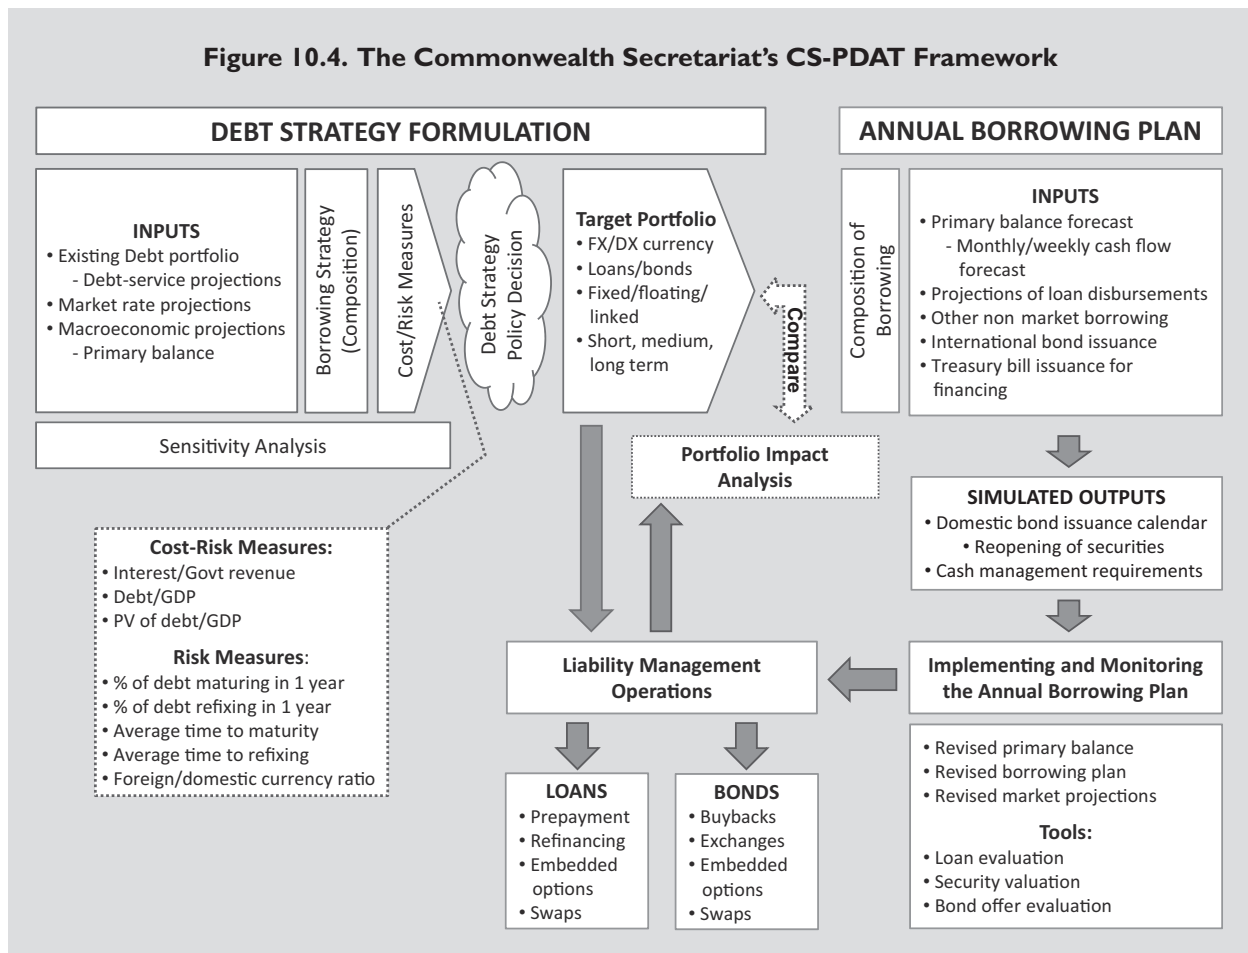 Figure 10.4. The Commonwealth Secretariat's CS-PDAT Framework
DEBT STRATEGY FORMULATION
INPUTS
• Existing Debt portfolio
- Debt-service projections
• Market rate projections
• Macroeconomic projections
- Primary balance
Borrowing Strategy
(Composition)
Cost/Risk Measures
Debt Strategy
Policy Decision
Target Portfolio
• FX/DX currency
• Loans/bonds
• Fixed/floating/
linked
• Short, medium,
long term
Compare
Sensitivity Analysis
Portfolio Impact
Analysis
Cost-Risk Measures:
• Interest/Govt revenue
• Debt/GDP
• PV of debt/GDP
Risk Measures:
• % of debt maturing in 1 year
• % of debt refixing in 1 year
• Average time to maturity
• Average time to refixing
• Foreign/domestic currency ratio
ANNUAL BORROWING PLAN
Composition of
Borrowing
INPUTS
• Primary balance forecast
- Monthly/weekly cash flow
forecast
• Projections of loan disbursements
• Other non market borrowing
• International bond issuance
• Treasury bill issuance for
financing
SIMULATED OUTPUTS
• Domestic bond issuance calendar
• Reopening of securities
• Cash management requirements
Implementing and Monitoring
the Annual Borrowing Plan
• Revised primary balance
• Revised borrowing plan
• Revised market projections
Tools:
• Loan evaluation
• Security valuation
• Bond offer evaluation
Liability Management
Operations
LOANS
• Prepayment
• Refinancing
• Embedded
options
• Swaps
BONDS
• Buybacks
• Exchanges
• Embedded
options
• Swaps